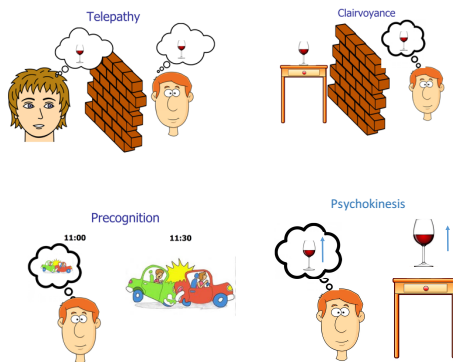 Telepathy
Clairvoyance
Precognition
11:00
11:30
Psychokinesis